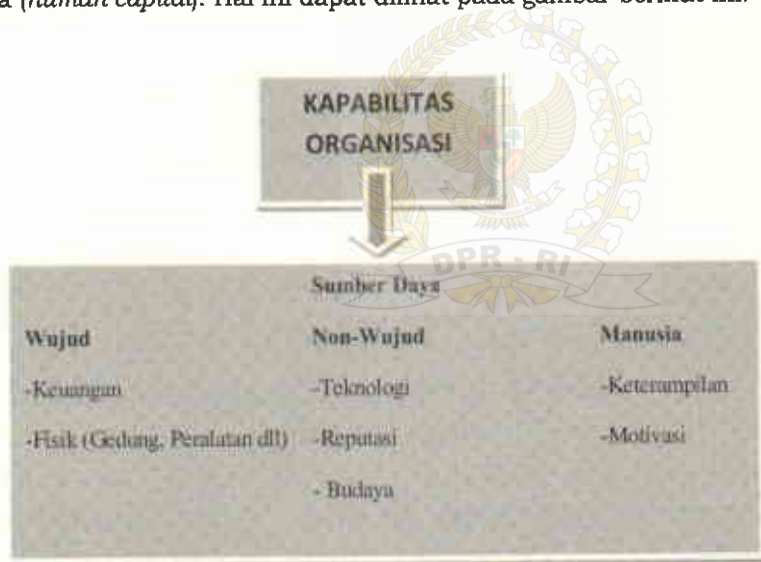 a (human capital). Hal ini dapat dilihat pada gambar berikut ini.
KAPABILITAS
ORGANISASI
DPR - RI
Sumber Daya
Wujud Non-Wujud Manusia
-Keuangan -Teknologi -Keterampilan
-Fisik (Gedung, Peralatan dll) -Reputasi -Motivasi
- Budaya